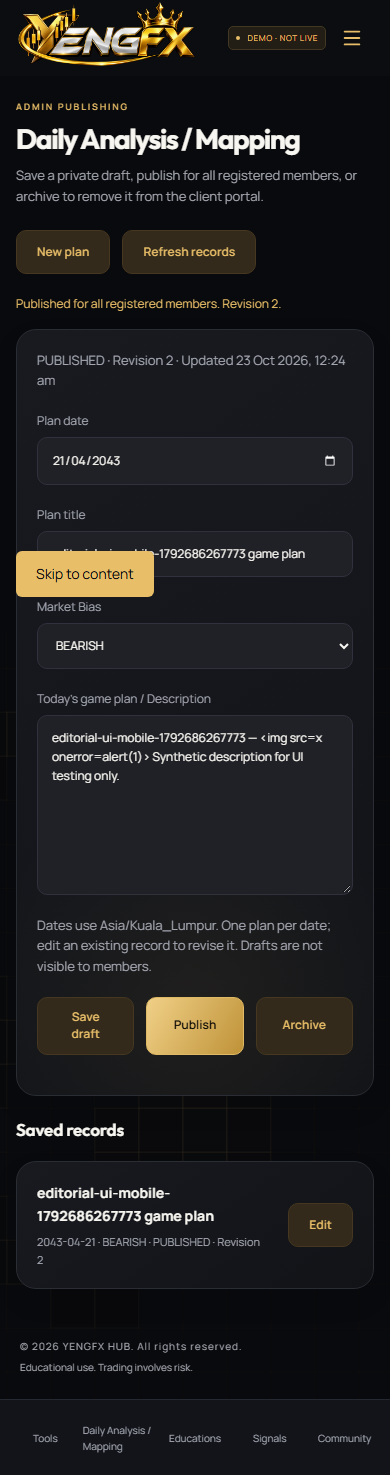 YENGFX
DEMO · NOT LIVE
ADMIN PUBLISHING
Daily Analysis / Mapping
Save a private draft, publish for all registered members, or
archive to remove it from the client portal.
New plan
Refresh records
Published for all registered members. Revision 2.
PUBLISHED · Revision 2 · Updated 23 Oct 2026, 12:24
am
Plan date
21/04/2043
Plan title
-1792686267773 game plan
Skip to content
Market Bias
BEARISH
Today's game plan / Description
editorial-ui-mobile-1792686267773 — <img src=x
onerror=alert(1)> Synthetic description for UI
testing only.
Dates use Asia/Kuala_Lumpur. One plan per date;
edit an existing record to revise it. Drafts are not
visible to members.
Save
draft
Publish
Archive
Saved records
editorial-ui-mobile-
1792686267773 game plan
2043-04-21 · BEARISH · PUBLISHED · Revision
2
Edit
© 2026 YENGFX HUB. All rights reserved.
Educational use. Trading involves risk.
Tools
Daily Analysis /
Mapping
Educations
Signals
Community